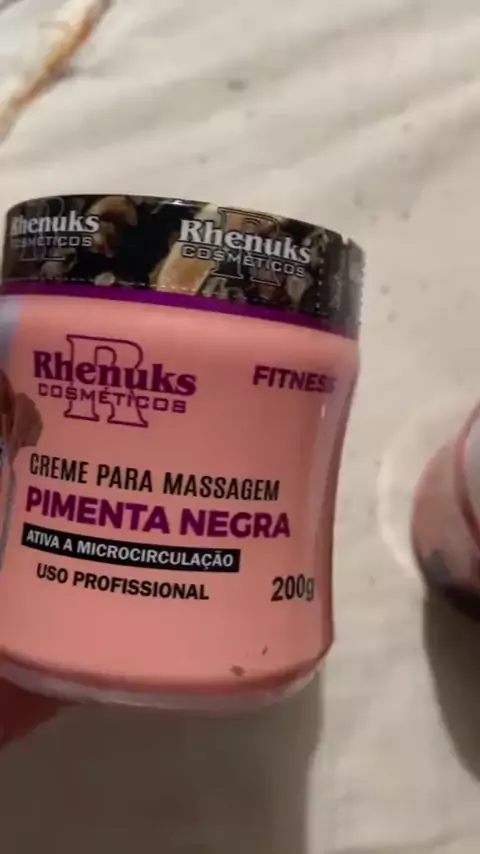 Rhenuks
COSMÉTICOS
Rhenuks
COSMÉTICOS
Rhenuks
COSMÉTICOS
FITNESS
CREME PARA MASSAGEM
PIMENTA NEGRA
ATIVA A MICROCIRCULAÇÃO
USO PROFISSIONAL
200g